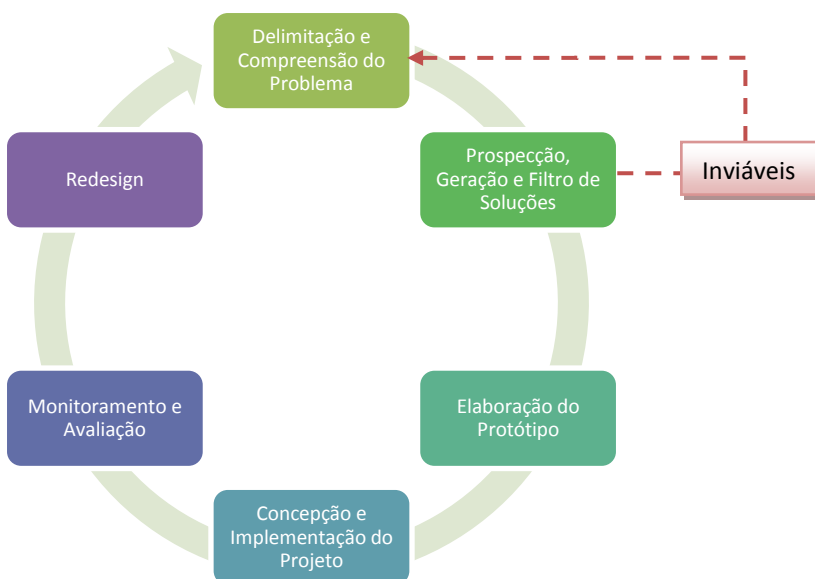 Delimitação e
Compreensão do
Problema
Prospecção,
Geração e Filtro de
Soluções
Inviáveis
Elaboração do
Protótipo
Concepção e
Implementação do
Projeto
Monitoramento e
Avaliação
Redesign